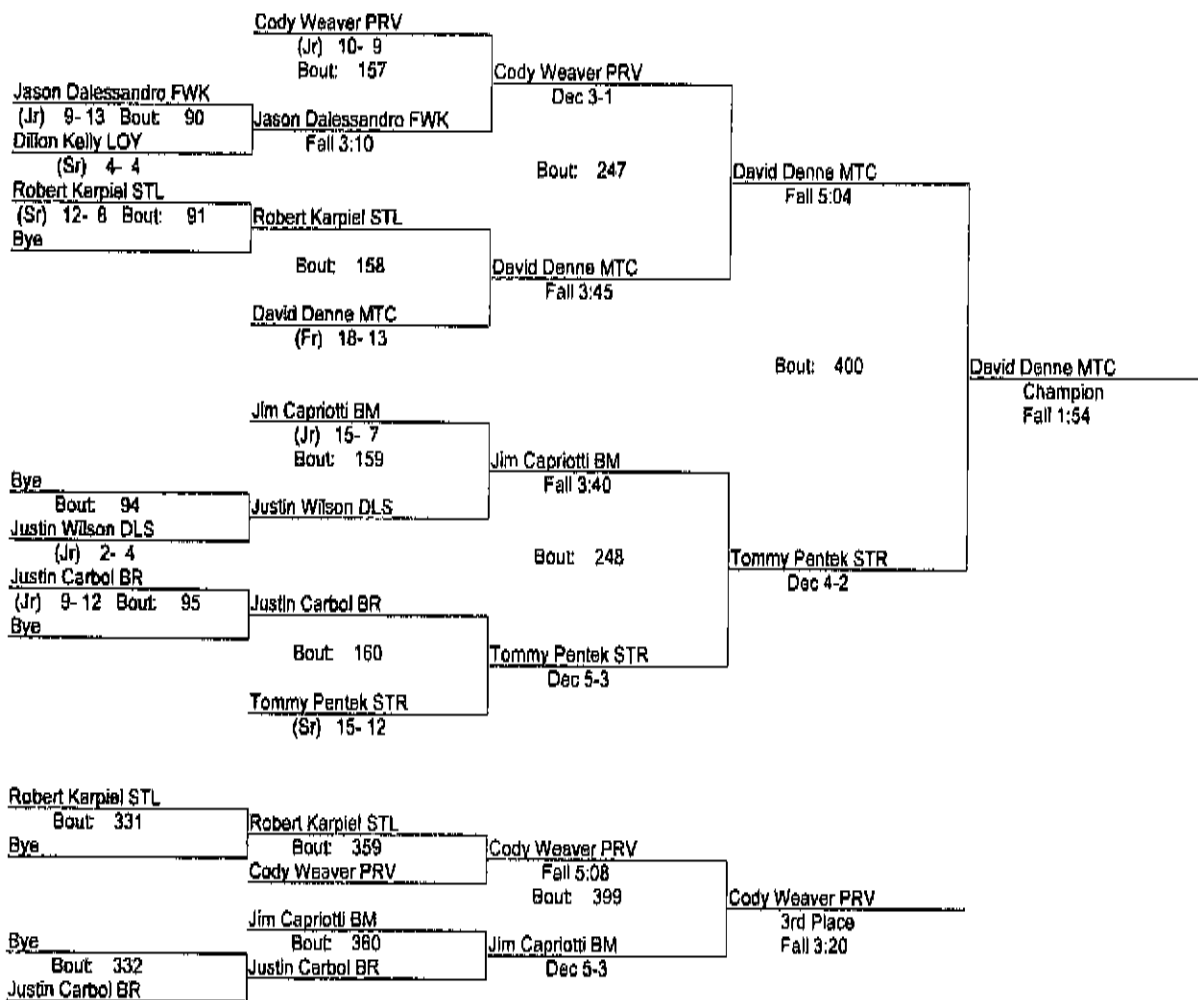 Cody Weaver PRV
(Jr) 10- 9
Bout: 157
Cody Weaver PRV
Dec 3-1
Jason Dalessandro FWK
(Jr) 9- 13 Bout: 90
Jason Dalessandro FWK
Fall 3:10
Dillon Kelly LOY
(Sr) 4- 4
Bout: 247
David Denne MTC
Fall 5:04
Robert Karpiel STL
(Sr) 12- 8 Bout: 91
Robert Karpiel STL
Bye
Bout: 158
David Denne MTC
Fall 3:45
David Denne MTC
(Fr) 18- 13
Bout: 400
David Denne MTC
Champion
Fall 1:54
Jim Capriotti BM
(Jr) 15- 7
Bout: 159
Jim Capriotti BM
Fall 3:40
Bye
Bout: 94
Justin Wilson DLS
Justin Wilson DLS
(Jr) 2- 4
Bout: 248
Tommy Pentek STR
Dec 4-2
Justin Carbol BR
(Jr) 9- 12 Bout: 95
Justin Carbol BR
Bye
Bout: 160
Tommy Pentek STR
Dec 5-3
Tommy Pentek STR
(Sr) 15- 12
Robert Karpiel STL
Bout: 331
Robert Karpiel STL
Bye
Bout: 359
Cody Weaver PRV
Cody Weaver PRV
Fall 5:08
Bout: 399
Cody Weaver PRV
3rd Place
Fall 3:20
Jim Capriotti BM
Bye
Bout: 360
Jim Capriotti BM
Dec 5-3
Bout: 332
Justin Carbol BR
Justin Carbol BR